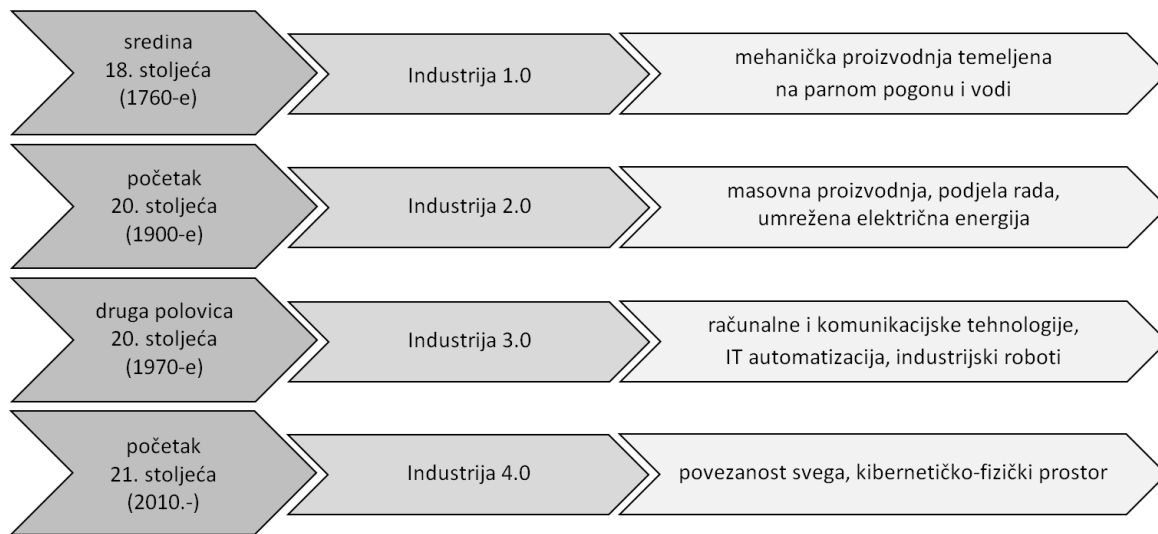 sredina
18. stoljeća
(1760-e)
Industrija 1.0
mehanička proizvodnja temeljena
na parnom pogonu i vodi
početak
20. stoljeća
(1900-e)
Industrija 2.0
masovna proizvodnja, podjela rada,
umrežena električna energija
druga polovica
20. stoljeća
(1970-e)
Industrija 3.0
računalne i komunikacijske tehnologije,
IT automatizacija, industrijski roboti
početak
21. stoljeća
(2010.-)
Industrija 4.0
povezanost svega, kibernetičko-fizički prostor